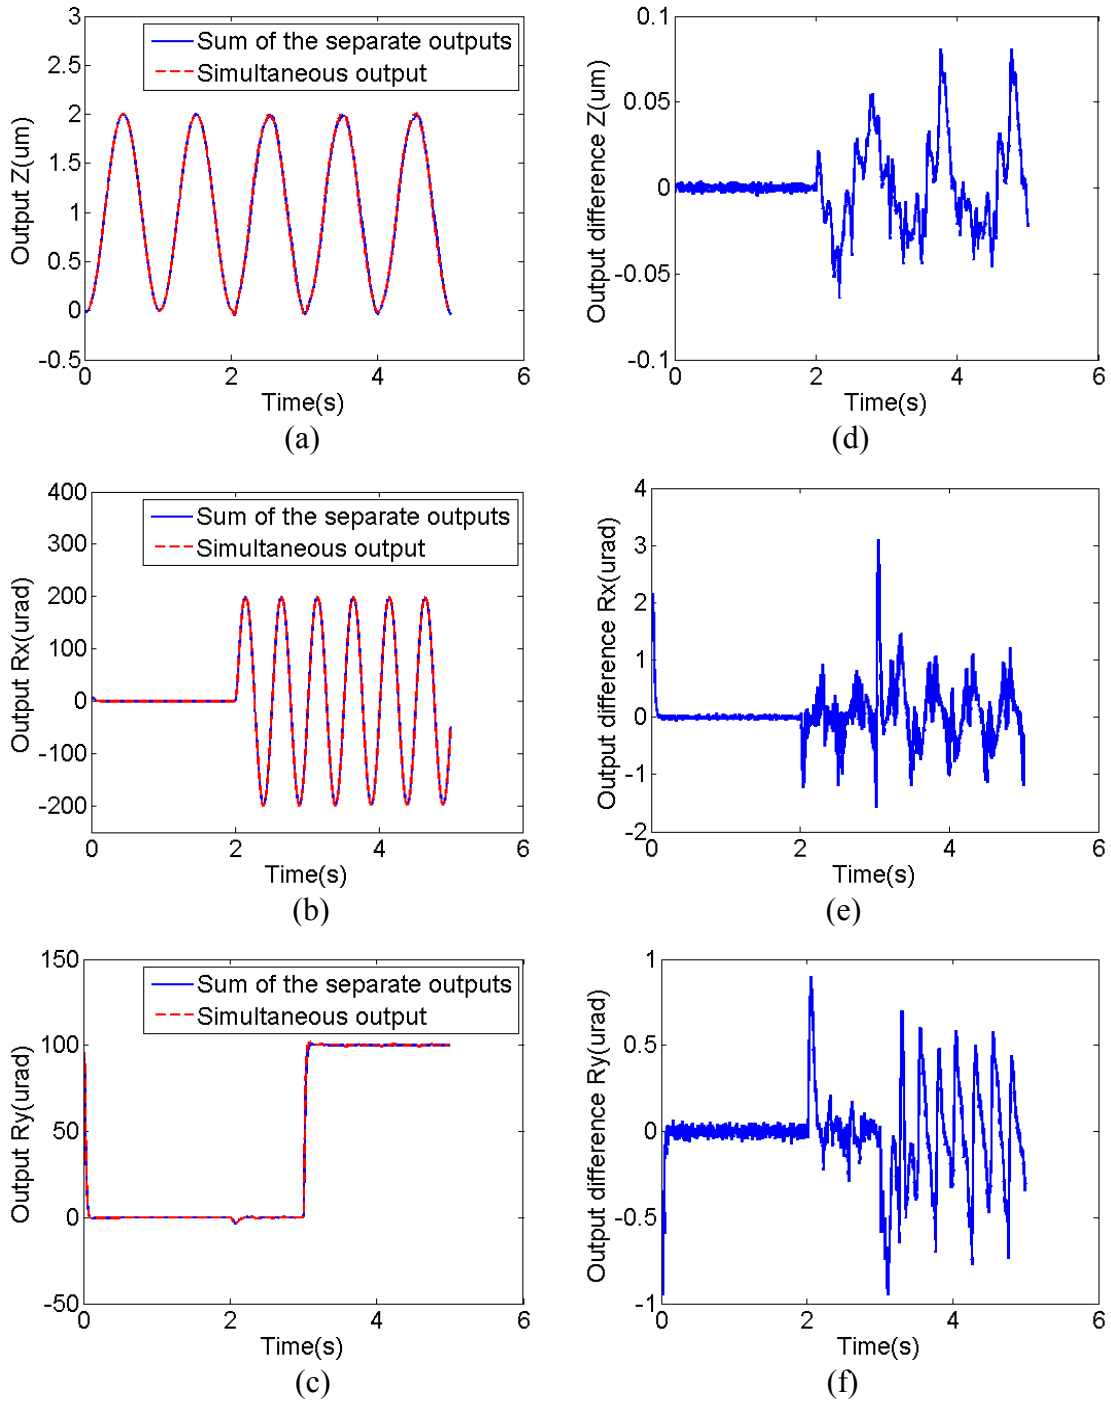 3
2.5
2
1.5
1
0.5
0
-0.5
Output Z(um)
Sum of the separate outputs
Simultaneous output
0 2 4 6
Time(s)
(a)
0.1
0.05
0
-0.05
-0.1
Output difference Z(um)
0 2 4 6
Time(s)
(d)
400
300
200
100
0
-100
-200
Output Rx(urad)
Sum of the separate outputs
Simultaneous output
0 2 4 6
Time(s)
(b)
4
3
2
1
0
-1
-2
Output difference Rx(urad)
0 2 4 6
Time(s)
(e)
150
100
50
0
-50
Output Ry(urad)
Sum of the separate outputs
Simultaneous output
0 2 4 6
Time(s)
(c)
1
0.5
0
-0.5
-1
Output difference Ry(urad)
0 2 4 6
Time(s)
(f)